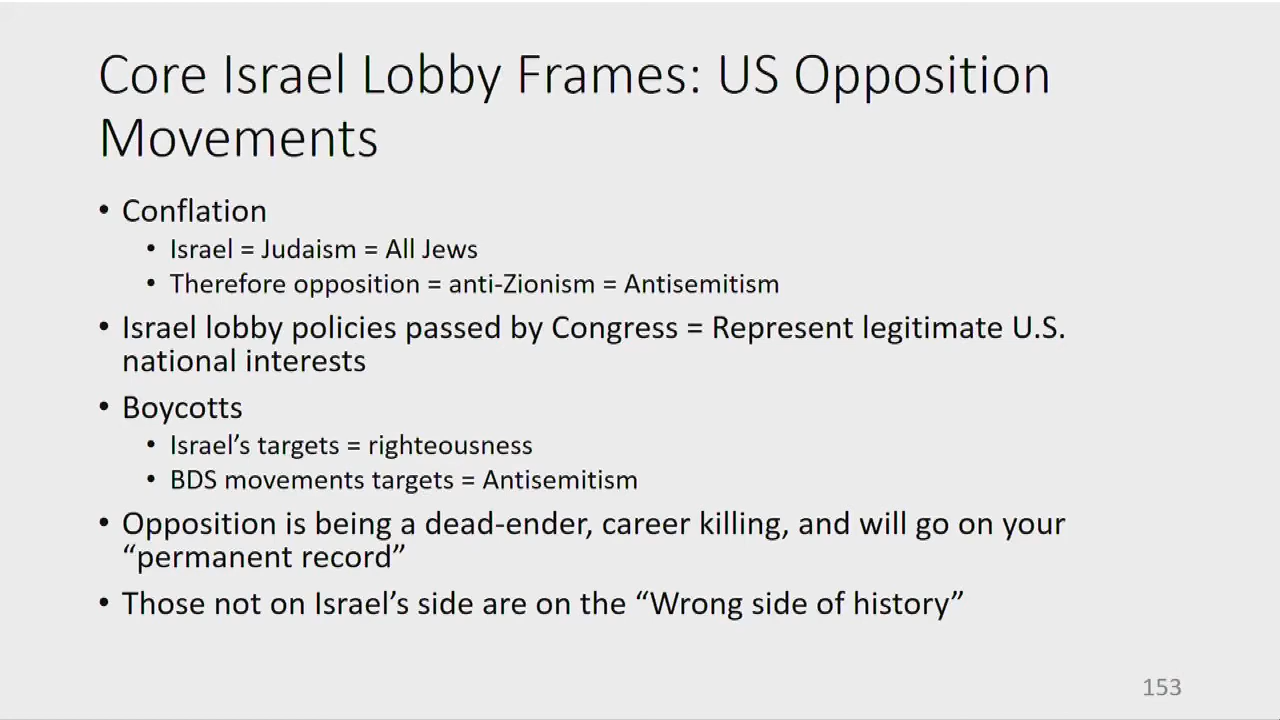 Core Israel Lobby Frames: US Opposition
Movements
• Conflation
• Israel = Judaism = All Jews
• Therefore opposition = anti-Zionism = Antisemitism
• Israel lobby policies passed by Congress = Represent legitimate U.S.
national interests
• Boycotts
• Israel’s targets = righteousness
• BDS movements targets = Antisemitism
• Opposition is being a dead-ender, career killing, and will go on your
“permanent record”
• Those not on Israel’s side are on the “Wrong side of history”
153